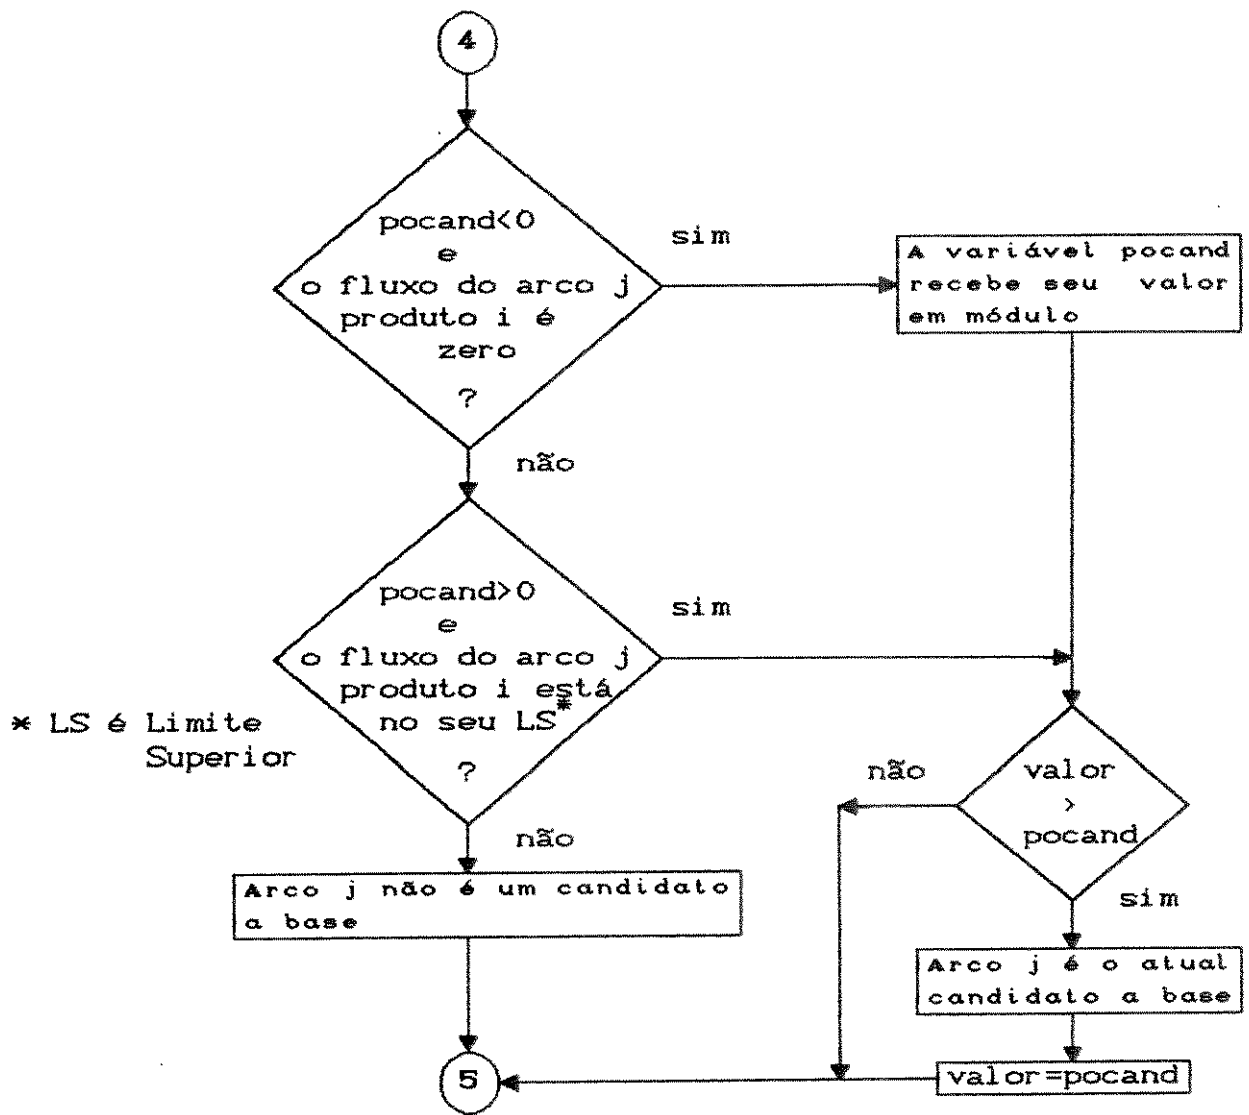 4
pocand<0
e
o fluxo do arco j
produto i é
zero
?
sim
A variável pocand
recebe seu valor
em módulo
não
pocand>0
e
o fluxo do arco j
produto i está
no seu LS*
?
sim
* LS é Limite
Superior
não
Arco j não é um candidato
a base
valor
>
pocand
não
sim
Arco j é o atual
candidato a base
valor=pocand
5